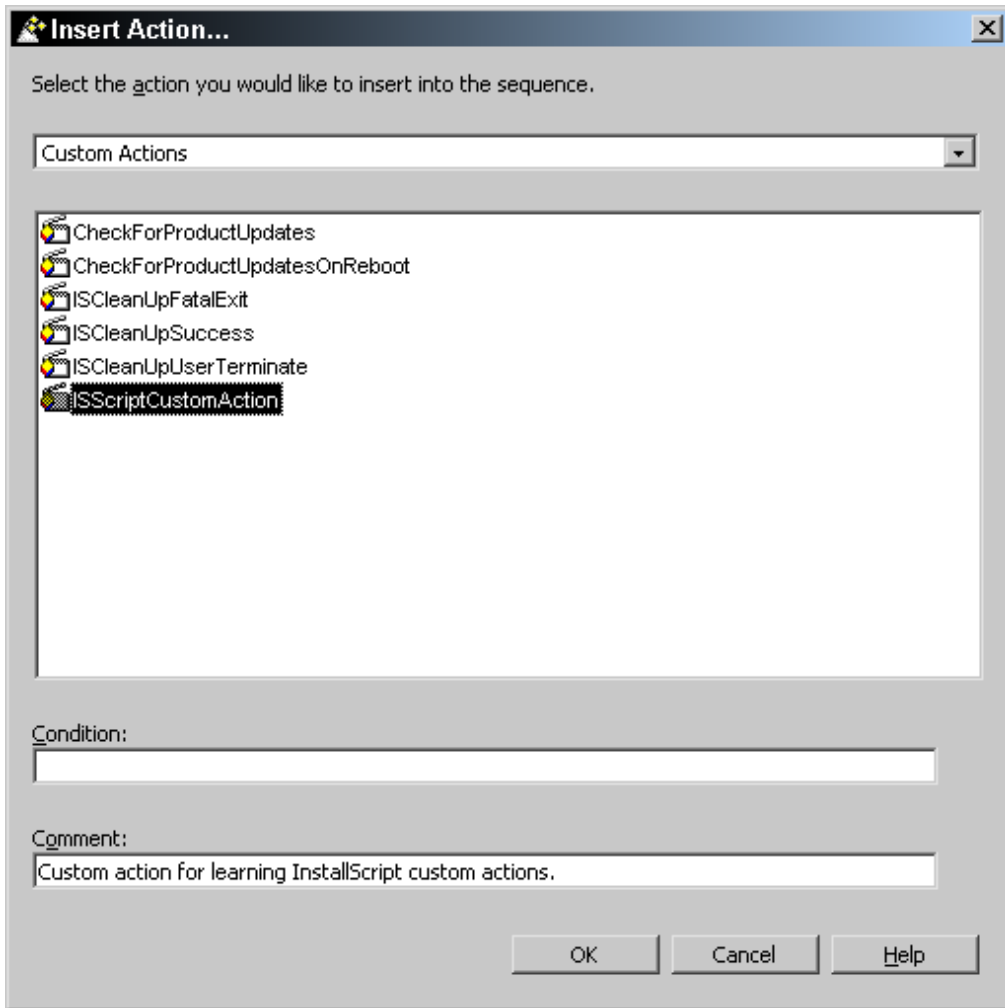 Insert Action...
Select the action you would like to insert into the sequence.
Custom Actions
CheckForProductUpdates
CheckForProductUpdatesOnReboot
ISCleanUpFatalExit
ISCleanUpSuccess
ISCleanUpUserTerminate
ISScriptCustomAction
Condition:
Comment:
Custom action for learning InstallScript custom actions.
OK Cancel Help